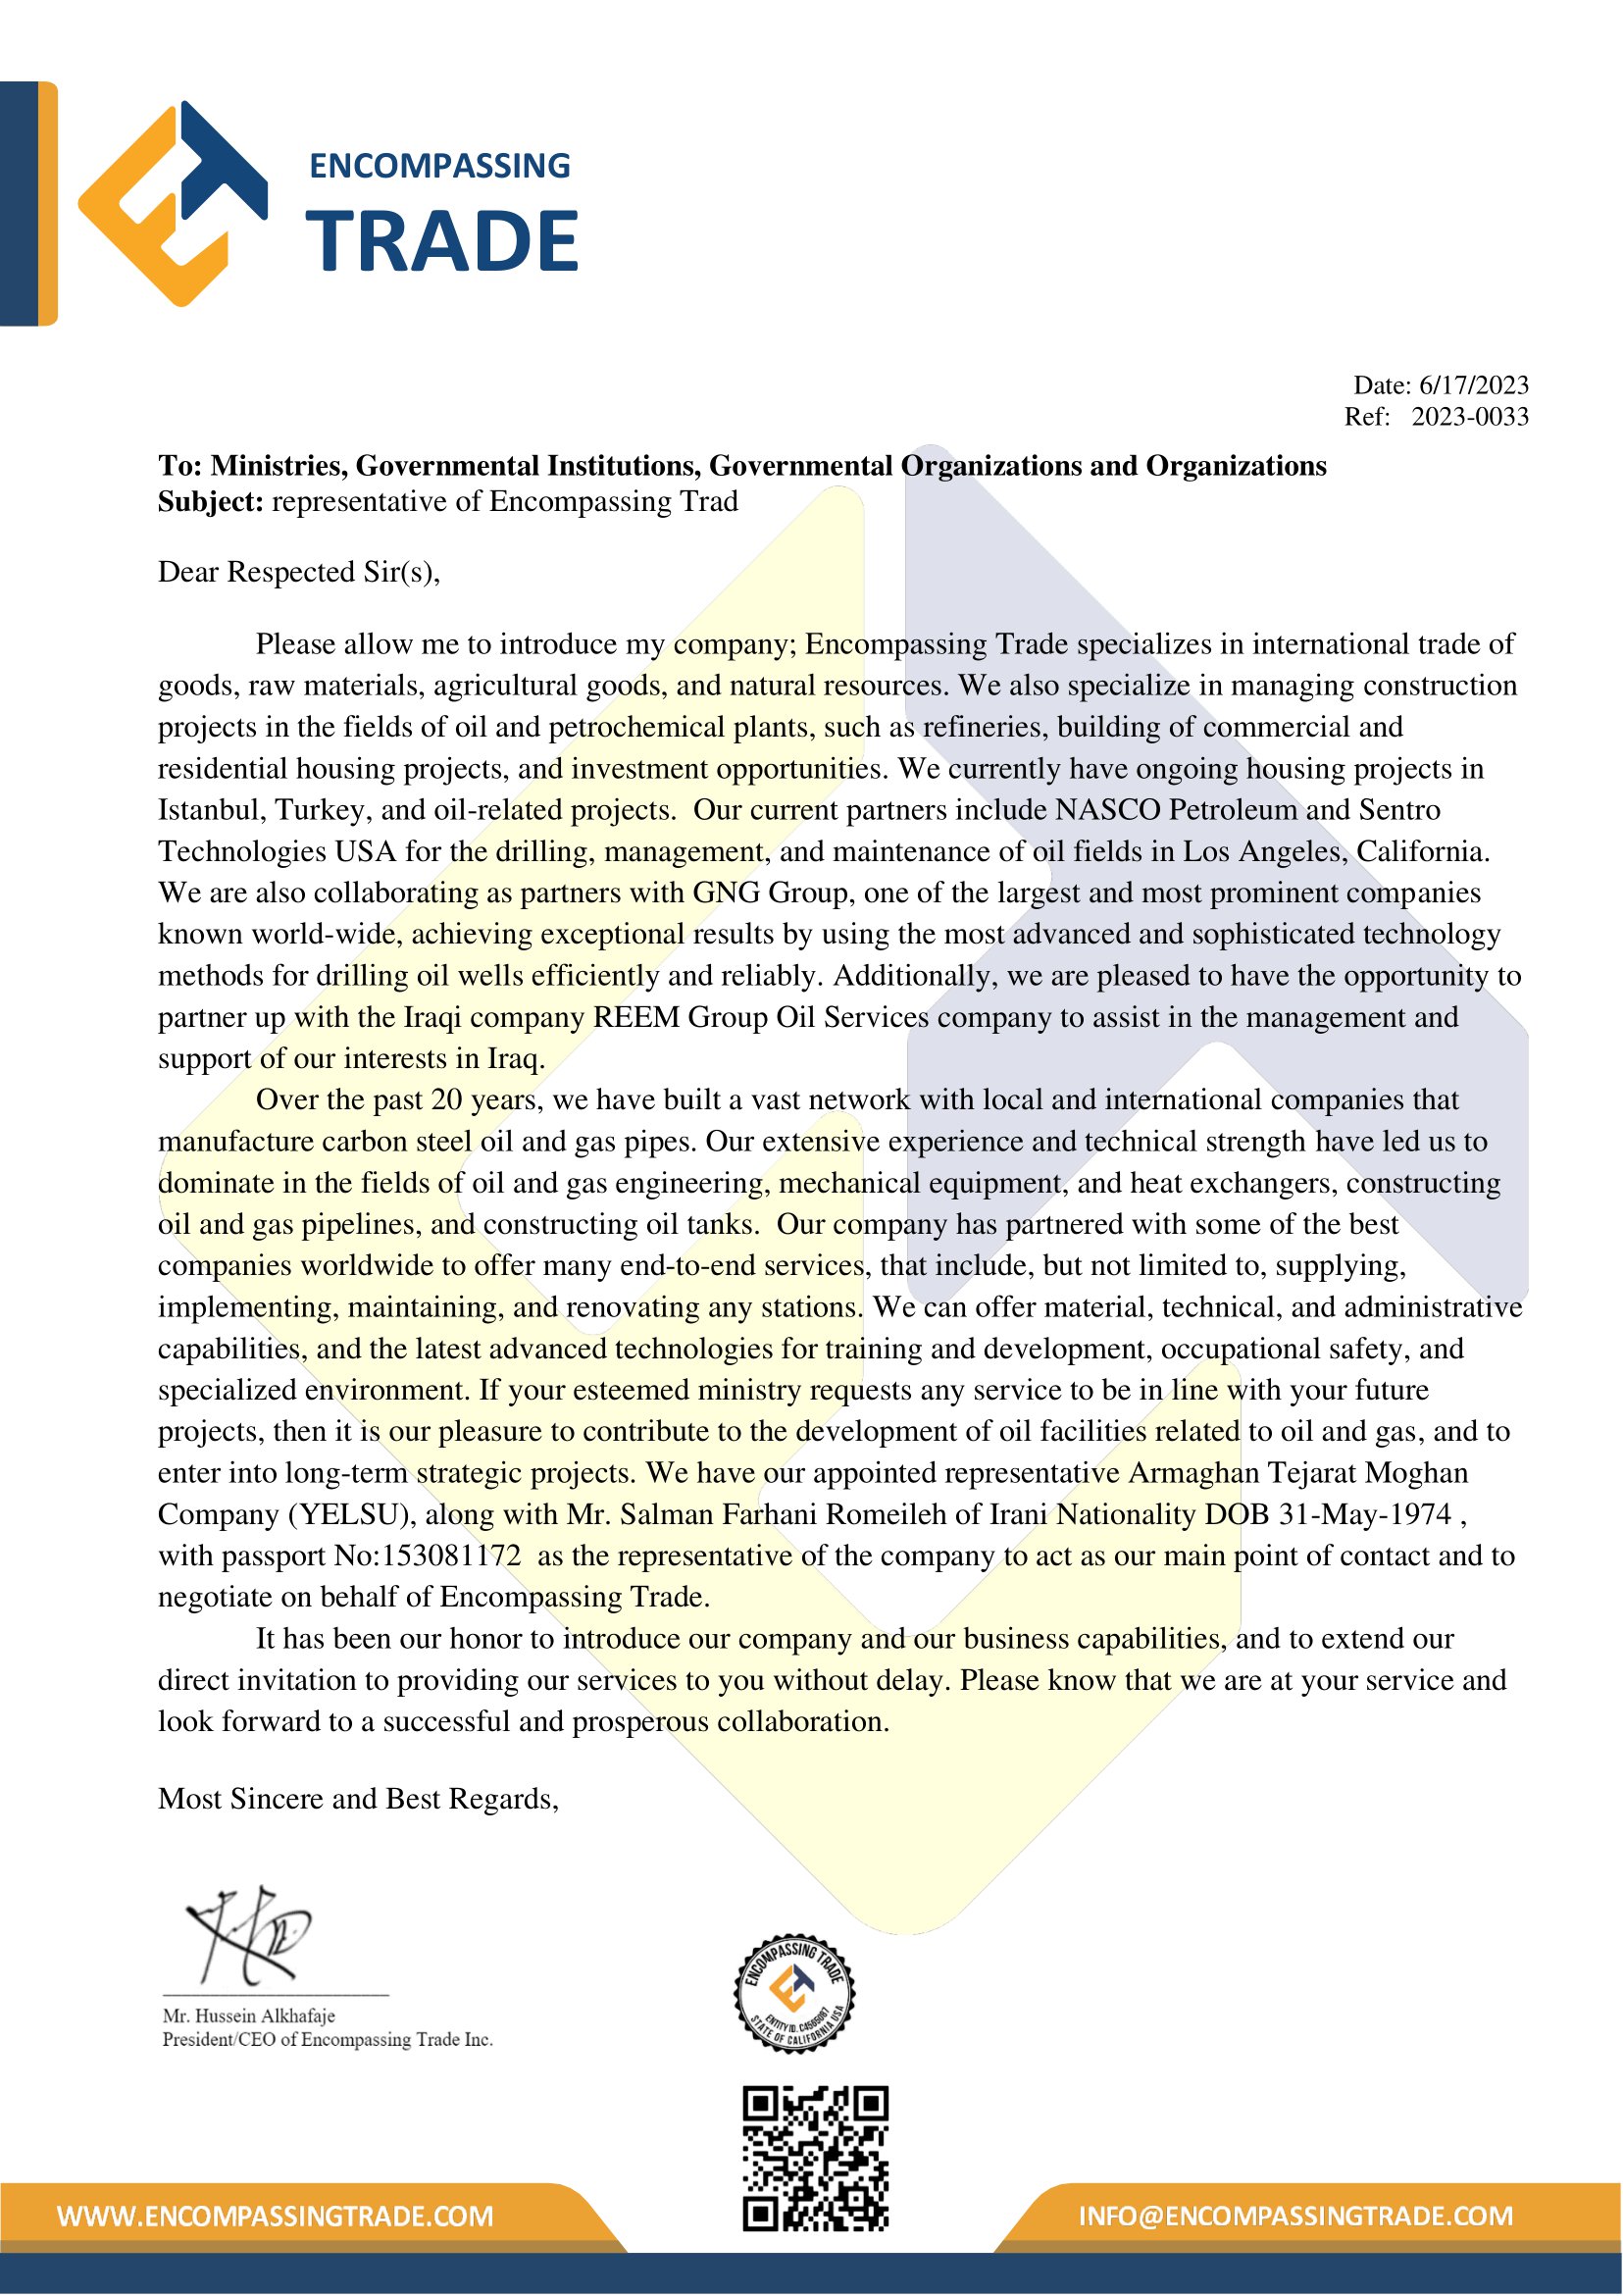 ENCOMPASSING
TRADE
Date: 6/17/2023
Ref: 2023-0033
To: Ministries, Governmental Institutions, Governmental Organizations and Organizations
Subject: representative of Encompassing Trad
Dear Respected Sir(s),
Please allow me to introduce my company; Encompassing Trade specializes in international trade of
goods, raw materials, agricultural goods, and natural resources. We also specialize in managing construction
projects in the fields of oil and petrochemical plants, such as refineries, building of commercial and
residential housing projects, and investment opportunities. We currently have ongoing housing projects in
Istanbul, Turkey, and oil-related projects.  Our current partners include NASCO Petroleum and Sentro
Technologies USA for the drilling, management, and maintenance of oil fields in Los Angeles, California.
We are also collaborating as partners with GNG Group, one of the largest and most prominent companies
known world-wide, achieving exceptional results by using the most advanced and sophisticated technology
methods for drilling oil wells efficiently and reliably. Additionally, we are pleased to have the opportunity to
partner up with the Iraqi company REEM Group Oil Services company to assist in the management and
support of our interests in Iraq.
Over the past 20 years, we have built a vast network with local and international companies that
manufacture carbon steel oil and gas pipes. Our extensive experience and technical strength have led us to
dominate in the fields of oil and gas engineering, mechanical equipment, and heat exchangers, constructing
oil and gas pipelines, and constructing oil tanks.  Our company has partnered with some of the best
companies worldwide to offer many end-to-end services, that include, but not limited to, supplying,
implementing, maintaining, and renovating any stations. We can offer material, technical, and administrative
capabilities, and the latest advanced technologies for training and development, occupational safety, and
specialized environment. If your esteemed ministry requests any service to be in line with your future
projects, then it is our pleasure to contribute to the development of oil facilities related to oil and gas, and to
enter into long-term strategic projects. We have our appointed representative Armaghan Tejarat Moghan
Company (YELSU), along with Mr. Salman Farhani Romeileh of Irani Nationality DOB 31-May-1974 ,
with passport No:153081172  as the representative of the company to act as our main point of contact and to
negotiate on behalf of Encompassing Trade.
It has been our honor to introduce our company and our business capabilities, and to extend our
direct invitation to providing our services to you without delay. Please know that we are at your service and
look forward to a successful and prosperous collaboration.
Most Sincere and Best Regards,
Mr. Hussein Alkhafaje
President/CEO of Encompassing Trade Inc.
ENCOMPASSING TRADE
ENTITY ID. C4565087
STATE OF CALIFORNIA USA
WWW.ENCOMPASSINGTRADE.COM
INFO@ENCOMPASSINGTRADE.COM